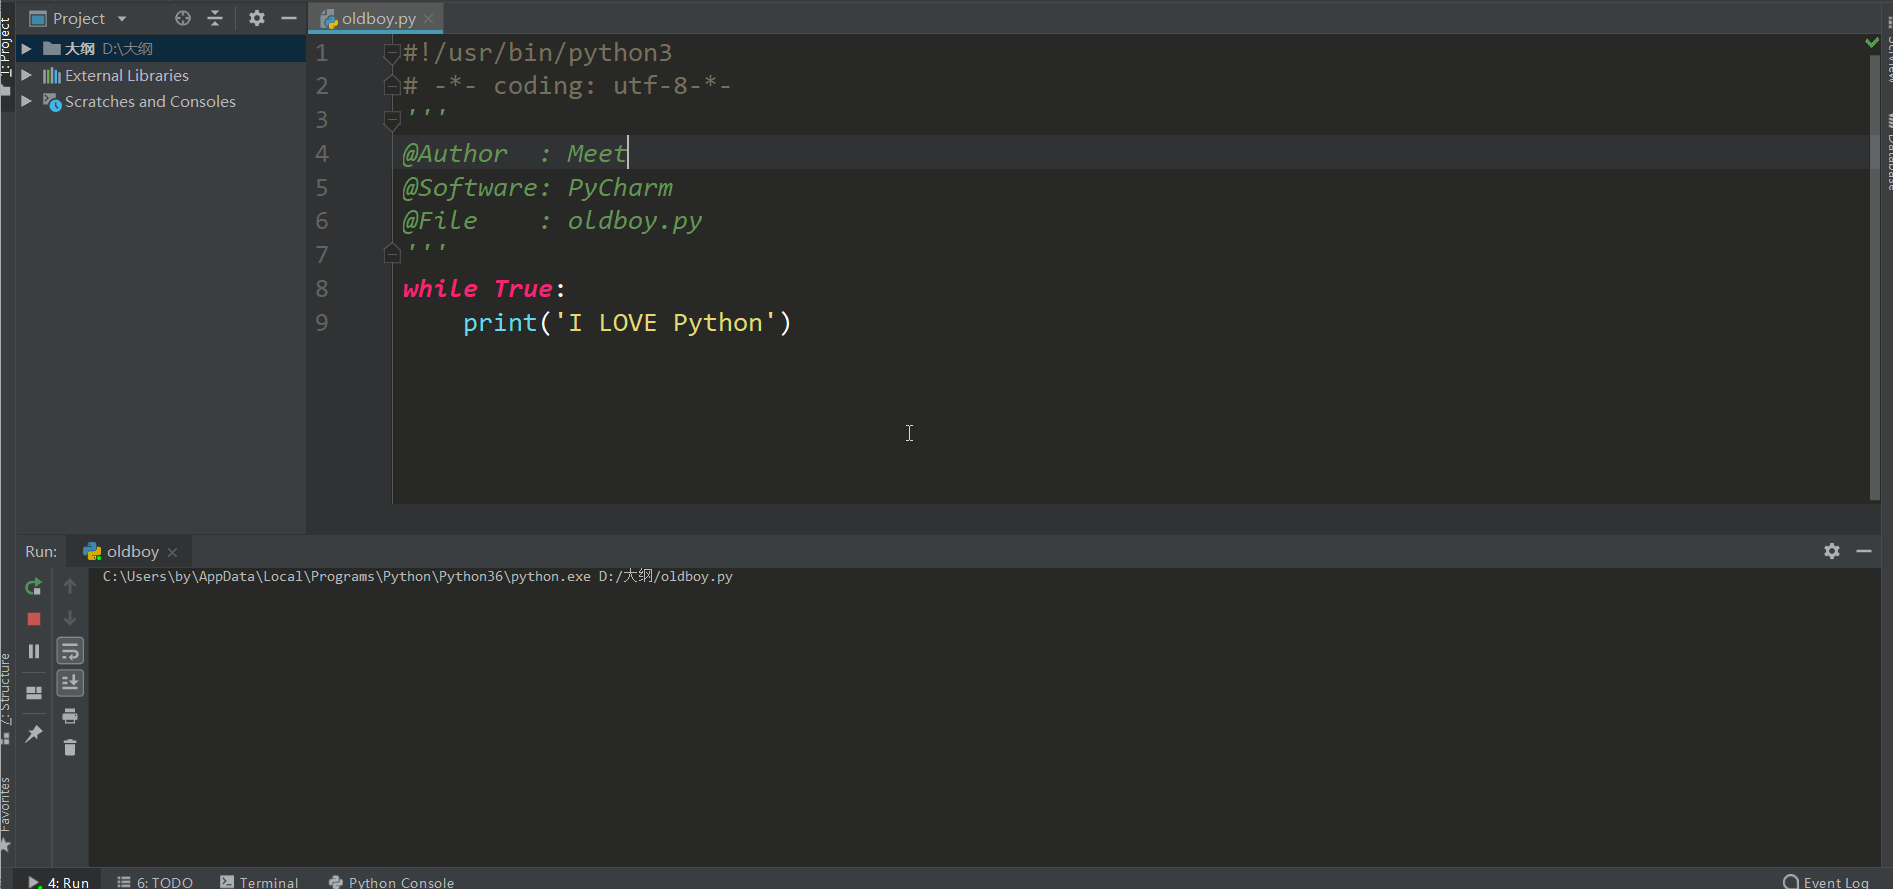 Project
oldboy.py
1: Project
大纲 D:\大纲
External Libraries
Scratches and Consoles
1 #!/usr/bin/python3
2 # -*- coding: utf-8-*-
3 '''
4 @Author  : Meet
5 @Software: PyCharm
6 @File    : oldboy.py
7 '''
8 while True:
9     print('I LOVE Python')
Database
Run: oldboy
C:\Users\by\AppData\Local\Programs\Python\Python36\python.exe D:/大纲/oldboy.py
7: Structure
Favorites
4: Run
6: TODO
Terminal
Python Console
Event Log